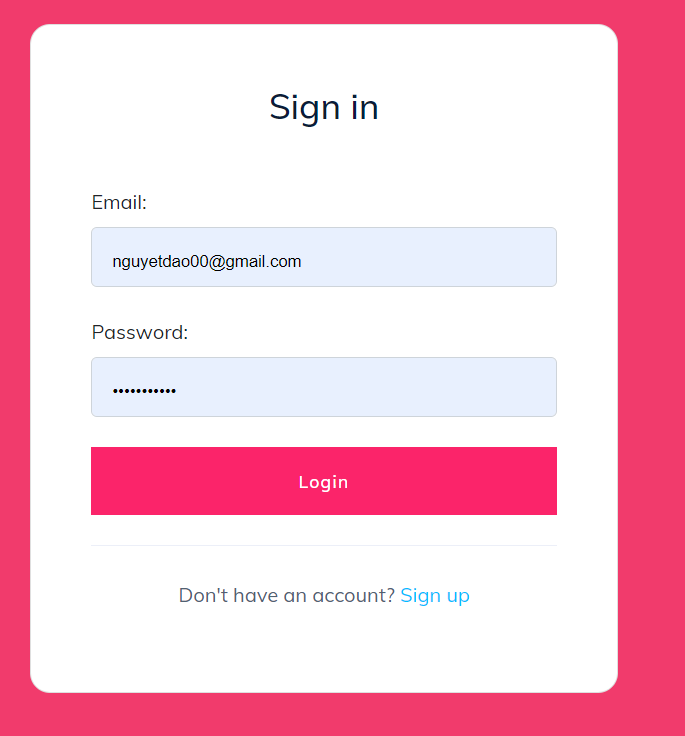 Sign in
Email:
nguyetdao00@gmail.com
Password:
•••••••••••
Login
Don't have an account? Sign up